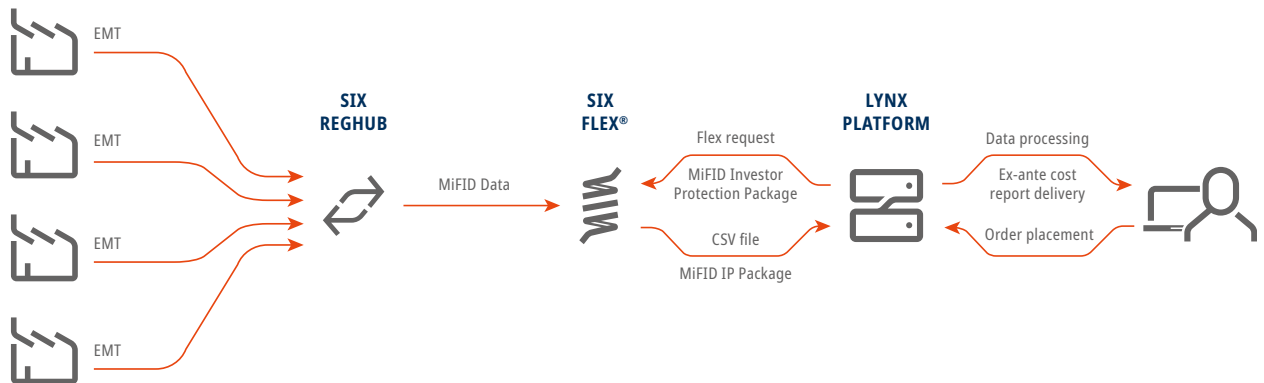 EMT
EMT
EMT
EMT
SIX
REGHUB
MiFID Data
SIX
FLEX®
Flex request
MiFID Investor
Protection Package
CSV file
MiFID IP Package
LYNX
PLATFORM
Data processing
Ex-ante cost
report delivery
Order placement